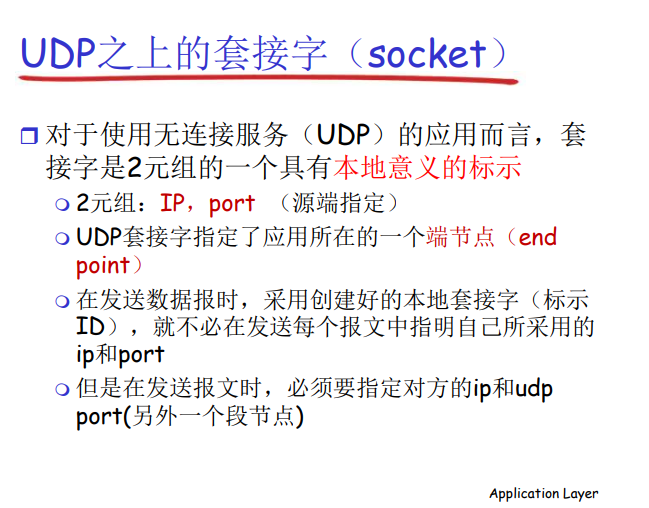 UDP之上的套接字（socket）
对于使用无连接服务（UDP）的应用而言，套
接字是2元组的一个具有本地意义的标示
2元组：IP，port （源端指定）
UDP套接字指定了应用所在的一个端节点（end
point）
在发送数据报时，采用创建好的本地套接字（标示
ID），就不必在发送每个报文中指明自己所采用的
ip和port
但是在发送报文时，必须要指定对方的ip和udp
port(另外一个段节点)
Application Layer